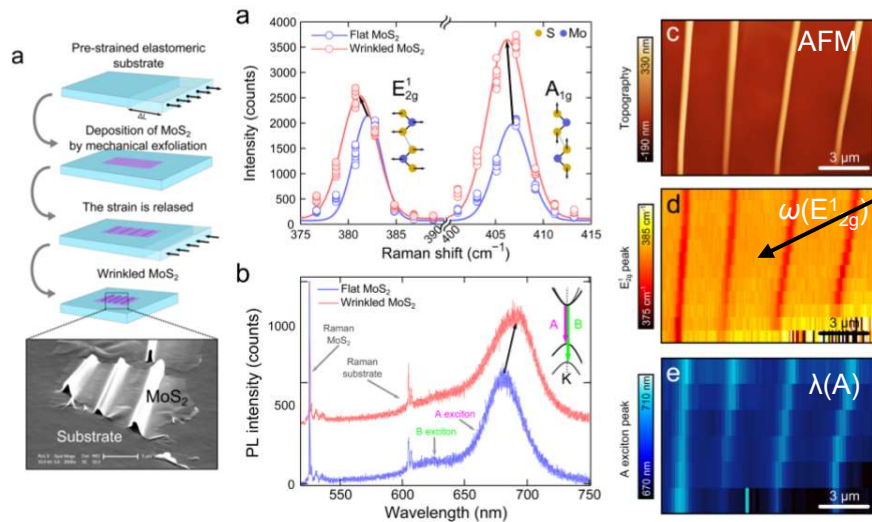 a
Pre-strained elastomeric
substrate
ΔL
Deposition of MoS₂
by mechanical exfoliation
The strain is relased
Wrinkled MoS₂
MoS₂
Substrate
a
Flat MoS₂
Wrinkled MoS₂
S Mo
E¹₂g
A₁g
Intensity (counts)
4000
3500
3000
2500
2000
1500
1000
500
0
375 380 385 390 400 405 410 415
Raman shift (cm⁻¹)
b
Flat MoS₂
Wrinkled MoS₂
Raman
MoS₂
Raman
substrate
A exciton
B exciton
A B
K
PL intensity (counts)
1000
500
0
550 600 650 700 750
Wavelength (nm)
c
AFM
Topography
-190 nm 330 nm
3 µm
d
ω(E¹₂g)
E¹₂g peak
375 cm⁻¹ 385 cm⁻¹
3 µm
e
λ(A)
A exciton peak
670 nm 710 nm
3 µm